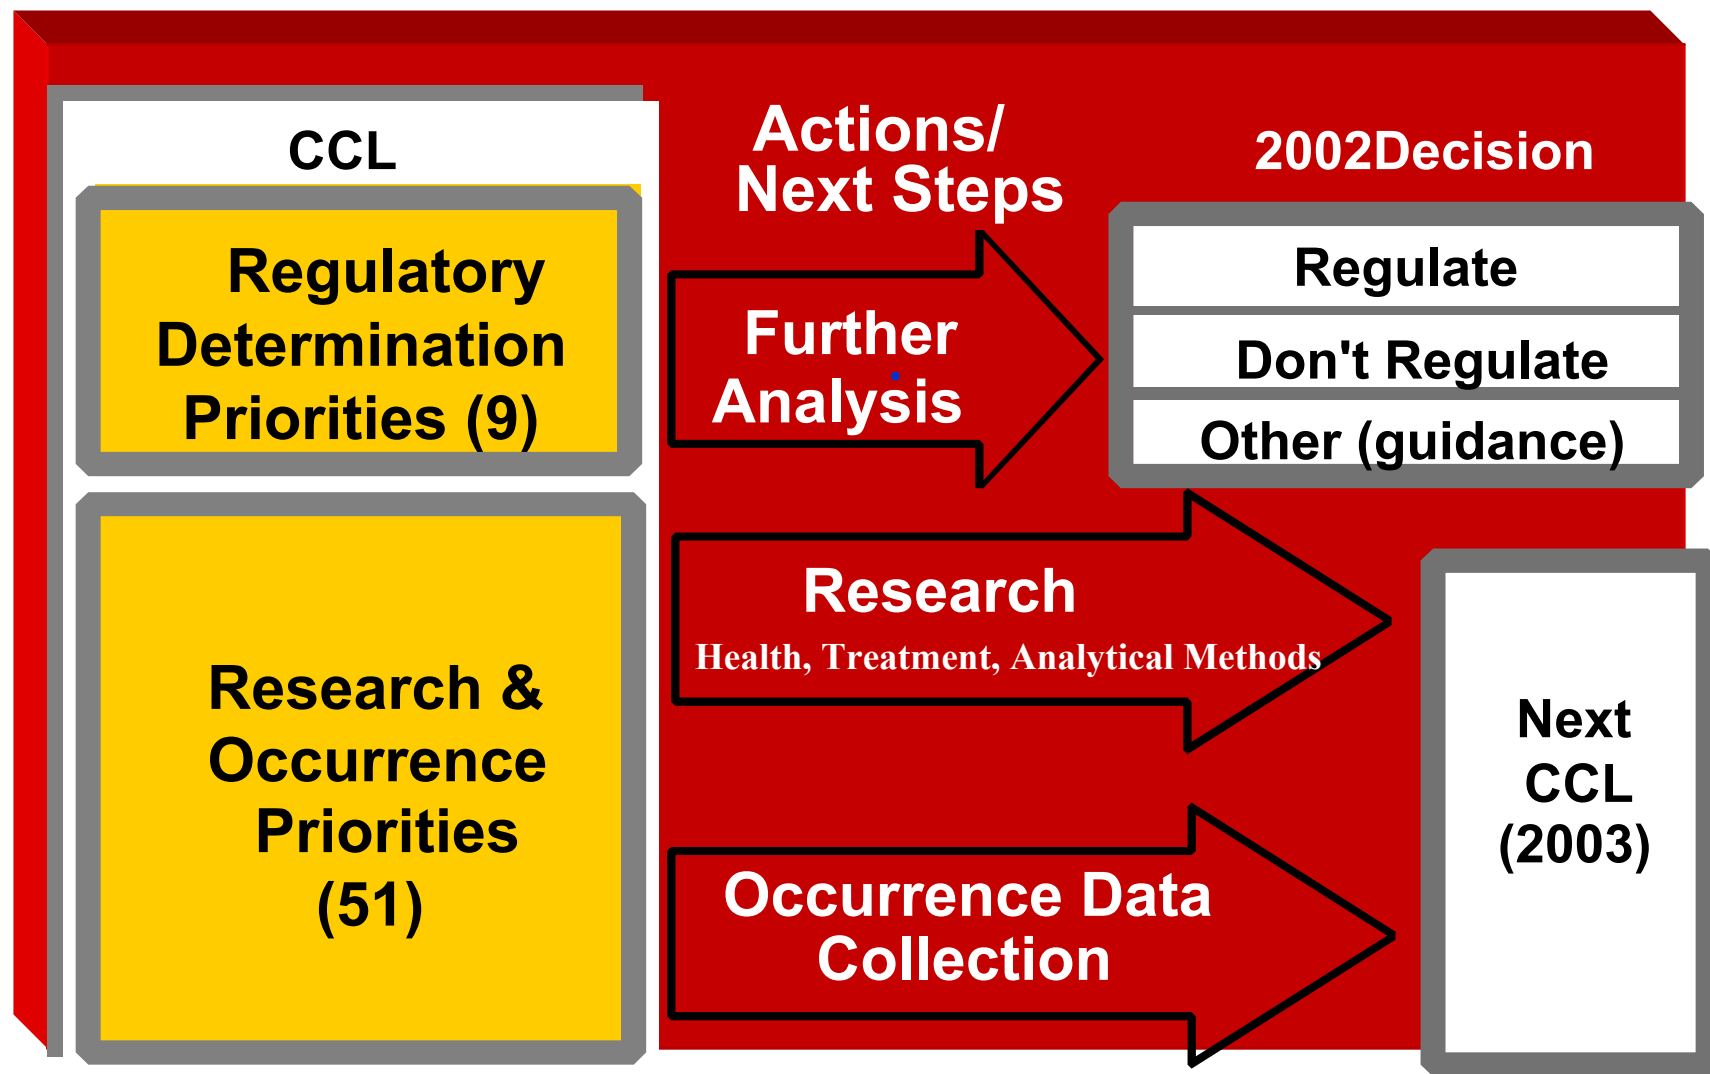 CCL
Actions/
Next Steps
2002Decision
Regulatory
Determination
Priorities (9)
Further
Analysis
Regulate
Don't Regulate
Other (guidance)
Research &
Occurrence
Priorities
(51)
Research
Health, Treatment, Analytical Methods
Occurrence Data
Collection
Next
CCL
(2003)